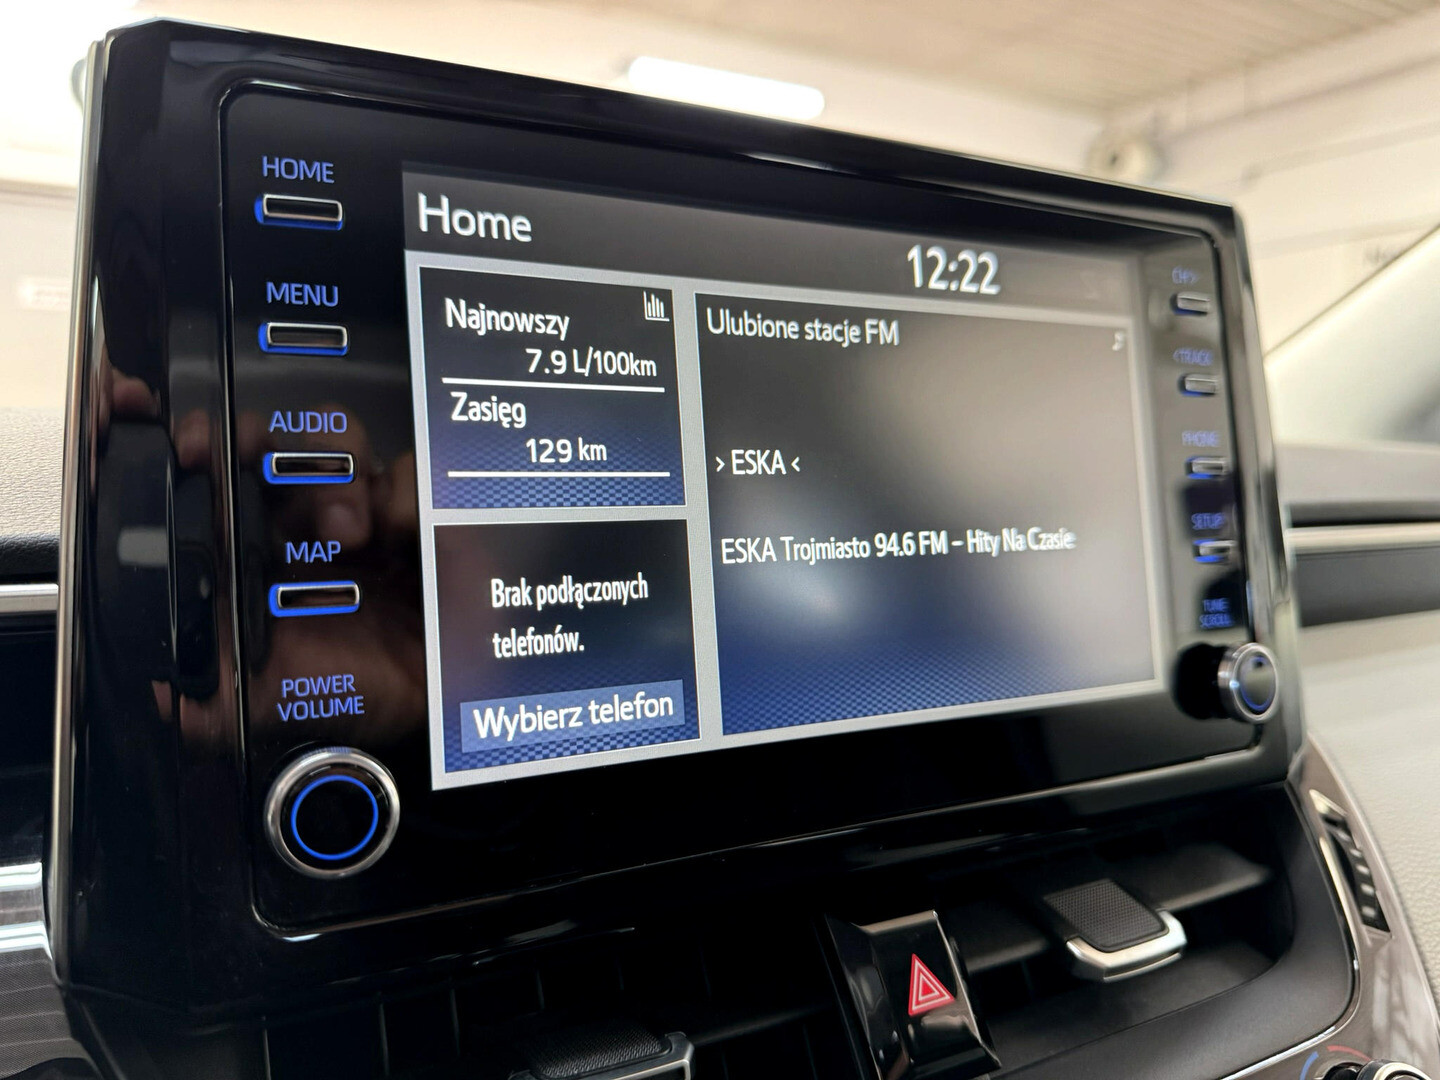 HOME
MENU
AUDIO
MAP
POWER
VOLUME
Home
12:22
Najnowszy
7.9 L/100km
Zasięg
129 km
Brak podłączonych
telefonów.
Wybierz telefon
Ulubione stacje FM
› ESKA ‹
ESKA Trojmiasto 94.6 FM – Hity Na Czasie
CH>
<TRACK
PHONE
SETUP
TUNE
SCROLL